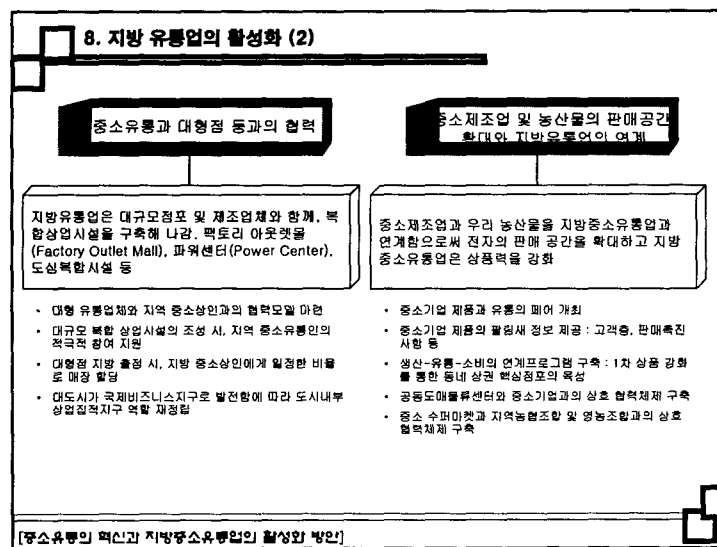 8. 지방 유통업의 활성화 (2)
중소유통과 대형점 등과의 협력
지방유통업은 대규모점포 및 제조업체와 함께, 복
합상업시설을 구축해 나감. 팩토리 아웃렛몰
(Factory Outlet Mall), 파워센터(Power Center),
도심복합시설 등
• 대형 유통업체와 지역 중소상인과의 협력모델 마련
• 대규모 복합 상업시설의 조성 시, 지역 중소유통인의
적극적 참여 지원
• 대형점 지방 출점 시, 지방 중소상인에게 일정한 비율
로 매장 할당
• 대도시가 국제비즈니스지구로 발전함에 따라 도시내부
상업집적지구 역할 재정립
중소제조업 및 농산물의 판매공간
확대와 지방유통업의 연계
중소제조업과 우리 농산물을 지방중소유통업과
연계함으로써 전자의 판매 공간을 확대하고 지방
중소유통업은 상품력을 강화
• 중소기업 제품과 유통의 페어 개최
• 중소기업 제품의 팔림새 정보 제공 : 고객층, 판매촉진
사항 등
• 생산-유통-소비의 연계프로그램 구축 : 1차 상품 강화
를 통한 동네 상권 핵심점포의 육성
• 공동도매물류센터와 중소기업과의 상호 협력체제 구축
• 중소 수퍼마켓과 지역농협조합 및 영농조합과의 상호
협력체제 구축
[중소유통의 혁신과 지방중소유통업의 활성화 방안]